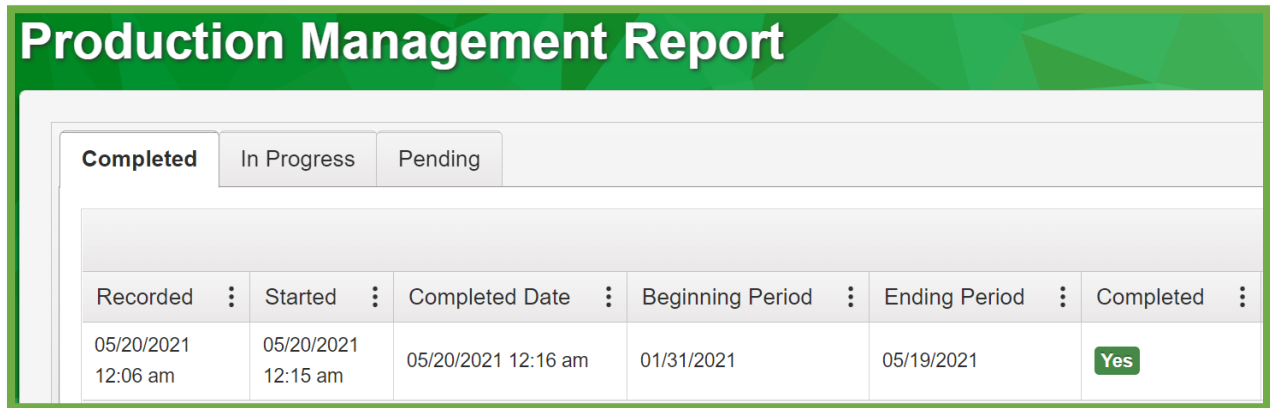 Production Management Report
Completed In Progress Pending
Recorded Started Completed Date Beginning Period Ending Period Completed
05/20/2021 05/20/2021
05/20/2021 12:16 am 01/31/2021 05/19/2021 Yes
12:06 am 12:15 am